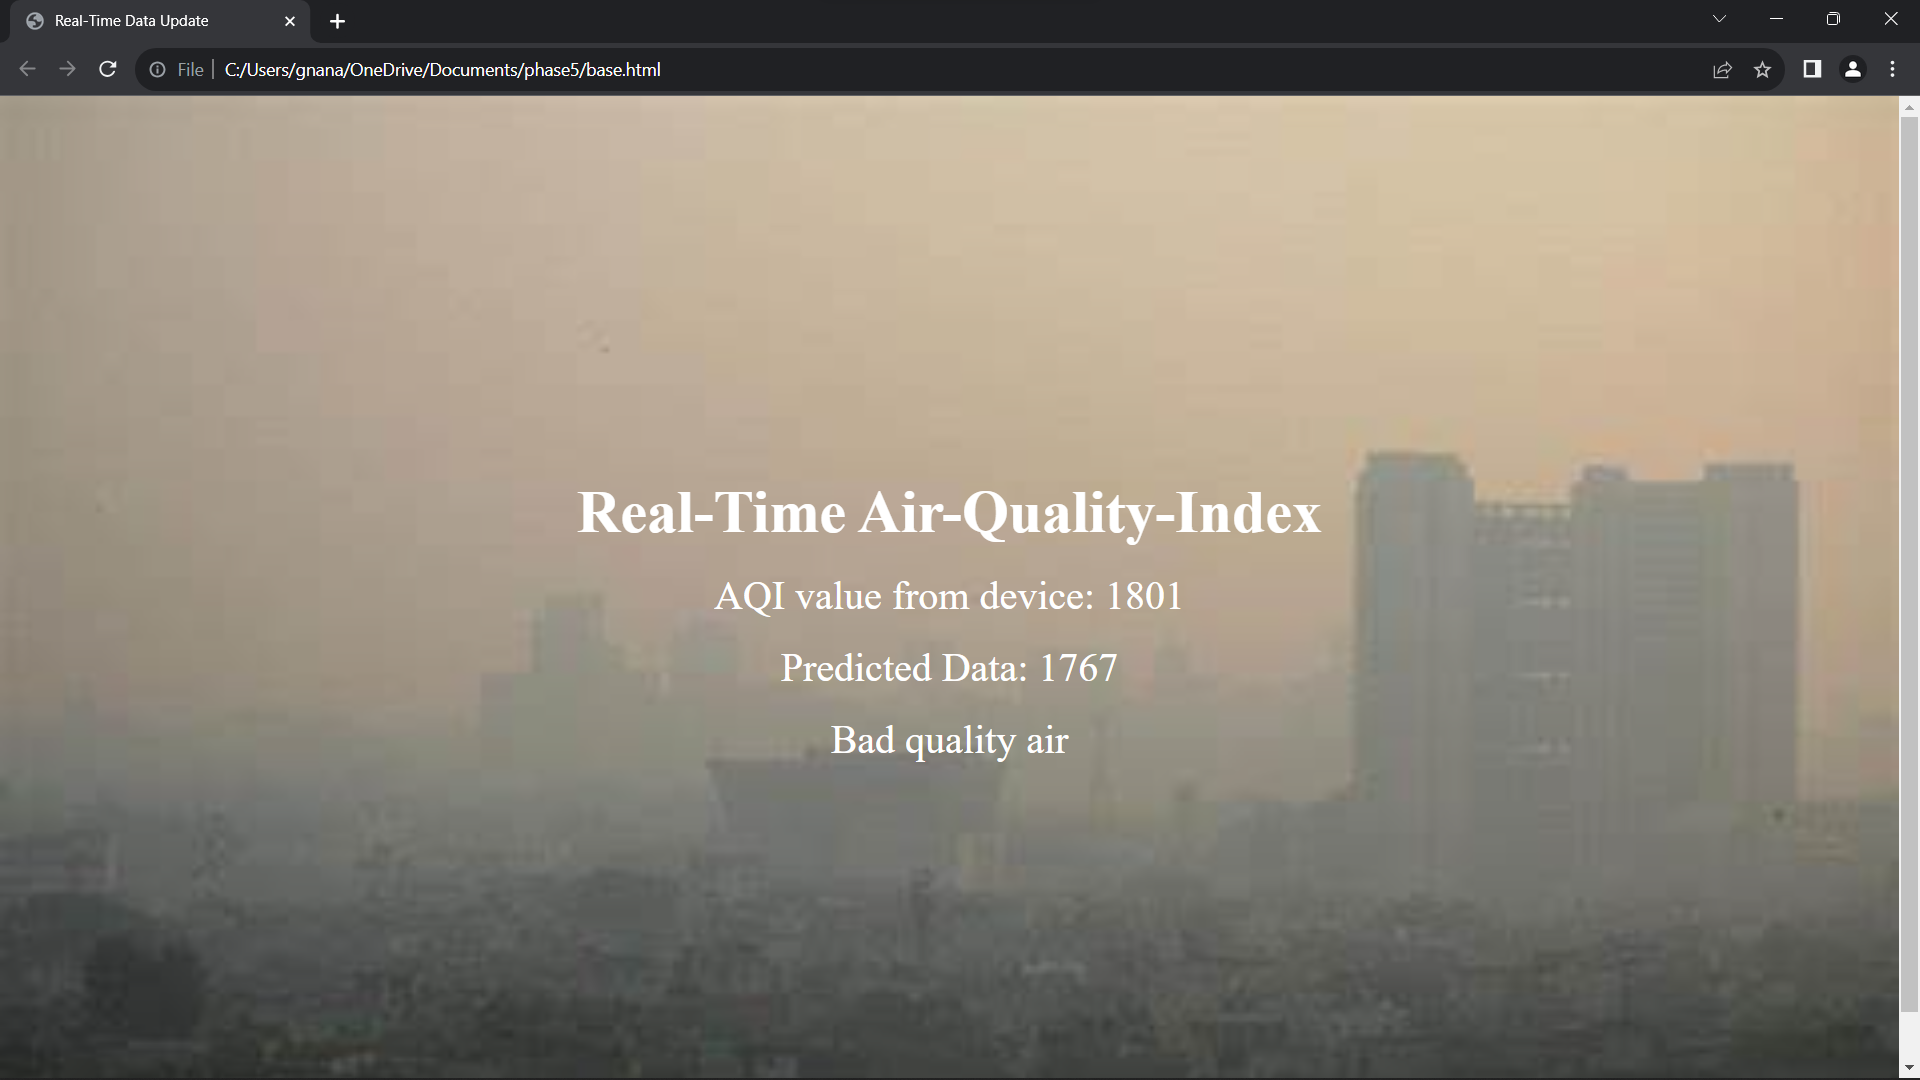 Real-Time Data Update
File
C:/Users/gnana/OneDrive/Documents/phase5/base.html
Real-Time Air-Quality-Index
AQI value from device: 1801
Predicted Data: 1767
Bad quality air